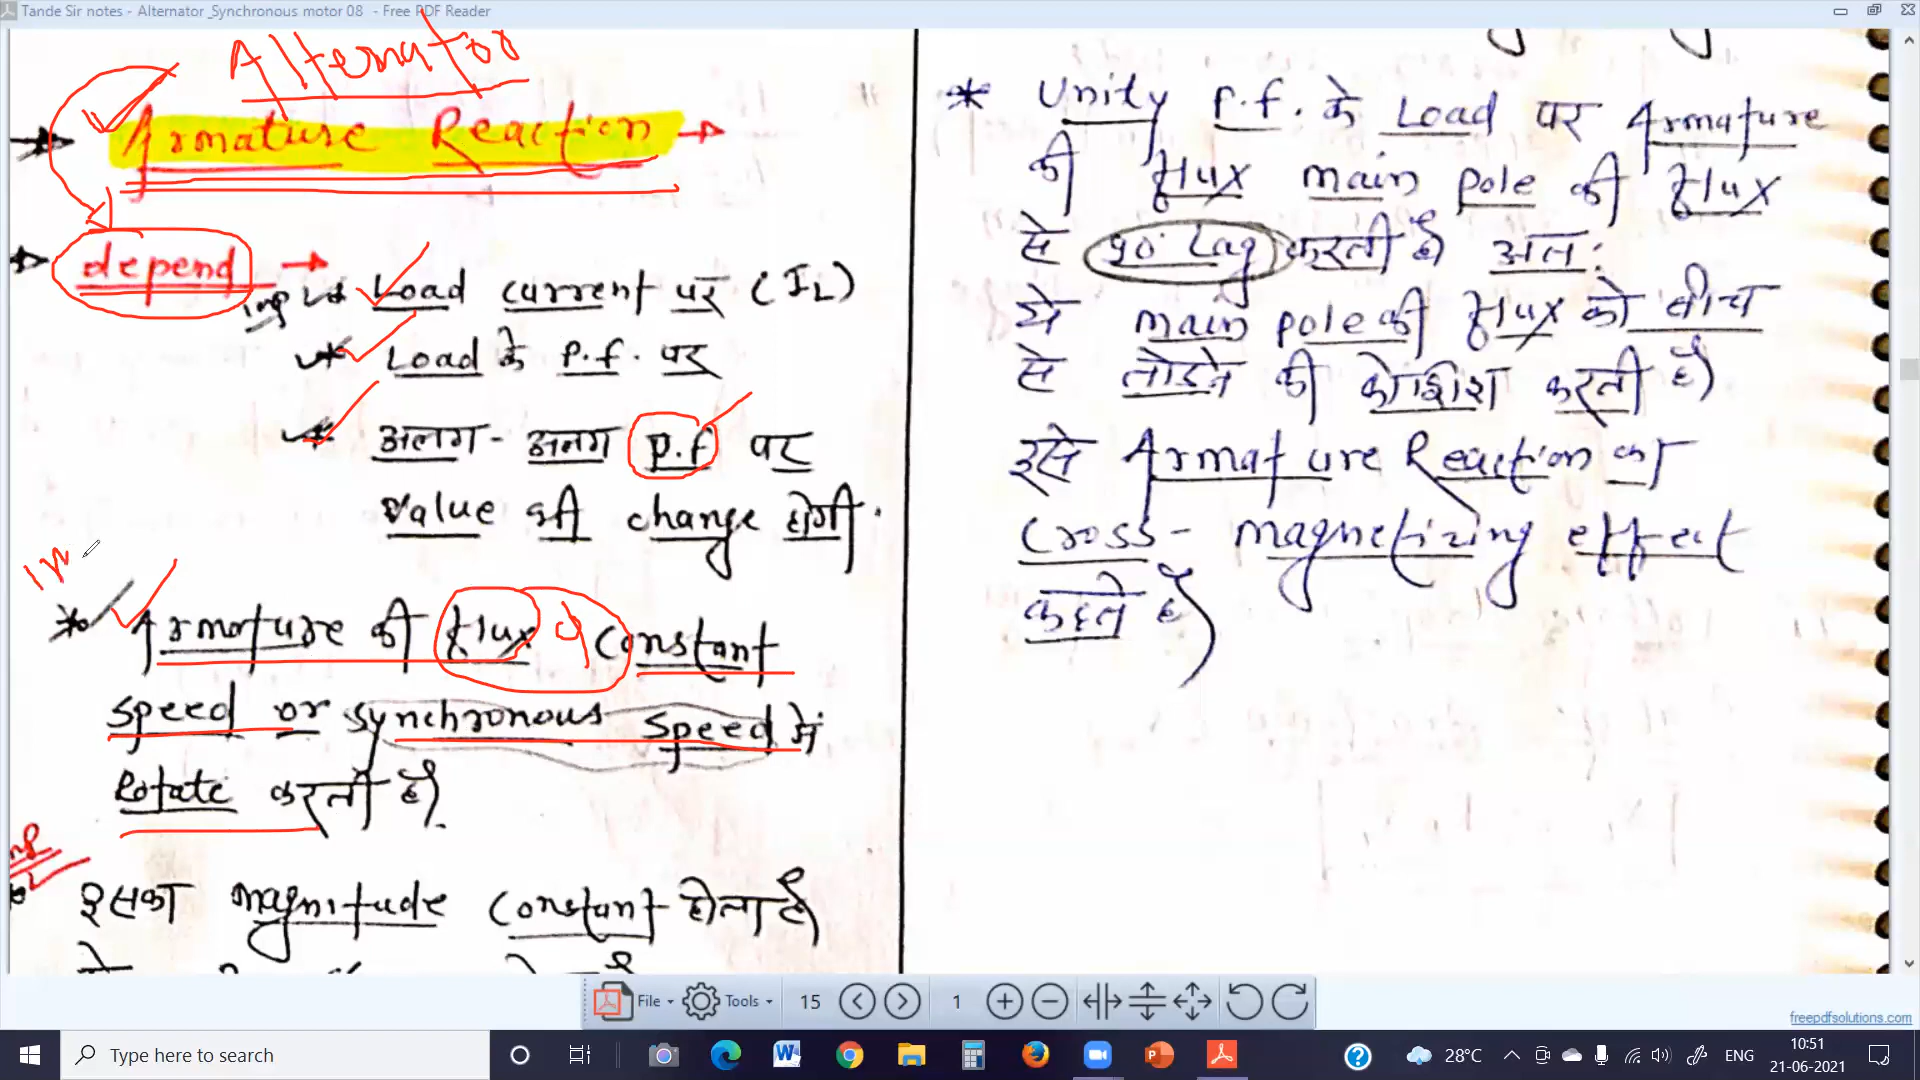 Tande Sir notes - Alternator _Synchronous motor 08 - Free PDF Reader
Alternator
Armature Reaction
depend
ing Load current पर (IL)
Load के P.f. पर
अलग-अलग P.f पर
value भी change होगी.
Armature की flux Constant
speed or synchronous speed में
Rotate करती है.
इसका magnitude constant होता है
* Unity P.f. के Load पर Armature
की flux main pole की flux
से 90° Lag करती है अतः
ये main pole की flux को बीच
से तोडने की कोशिश करती है
इसे Armature Reaction का
Cross-magnetizing effect
कहते है
File
Tools
15
1
freepdfsolutions.com
Type here to search
28°C
ENG
10:51
21-06-2021